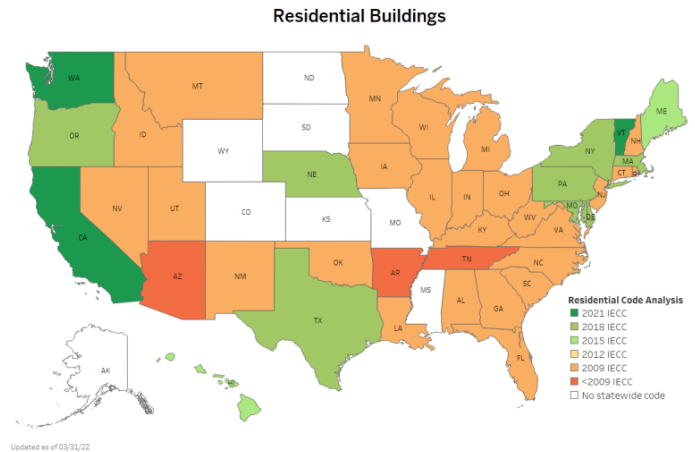 Residential Buildings
WA
MT
ND
MN
ME
VT
NH
OR
ID
SD
WI
MI
NY
MA
CT
WY
NE
IA
PA
NJ
NV
UT
CO
KS
MO
IL
IN
OH
MD
DE
WV
VA
KY
CA
AZ
NM
OK
AR
TN
NC
SC
MS
AL
GA
TX
LA
FL
AK
HI
Residential Code Analysis
2021 IECC
2018 IECC
2015 IECC
2012 IECC
2009 IECC
<2009 IECC
No statewide code
Updated as of 03/31/22